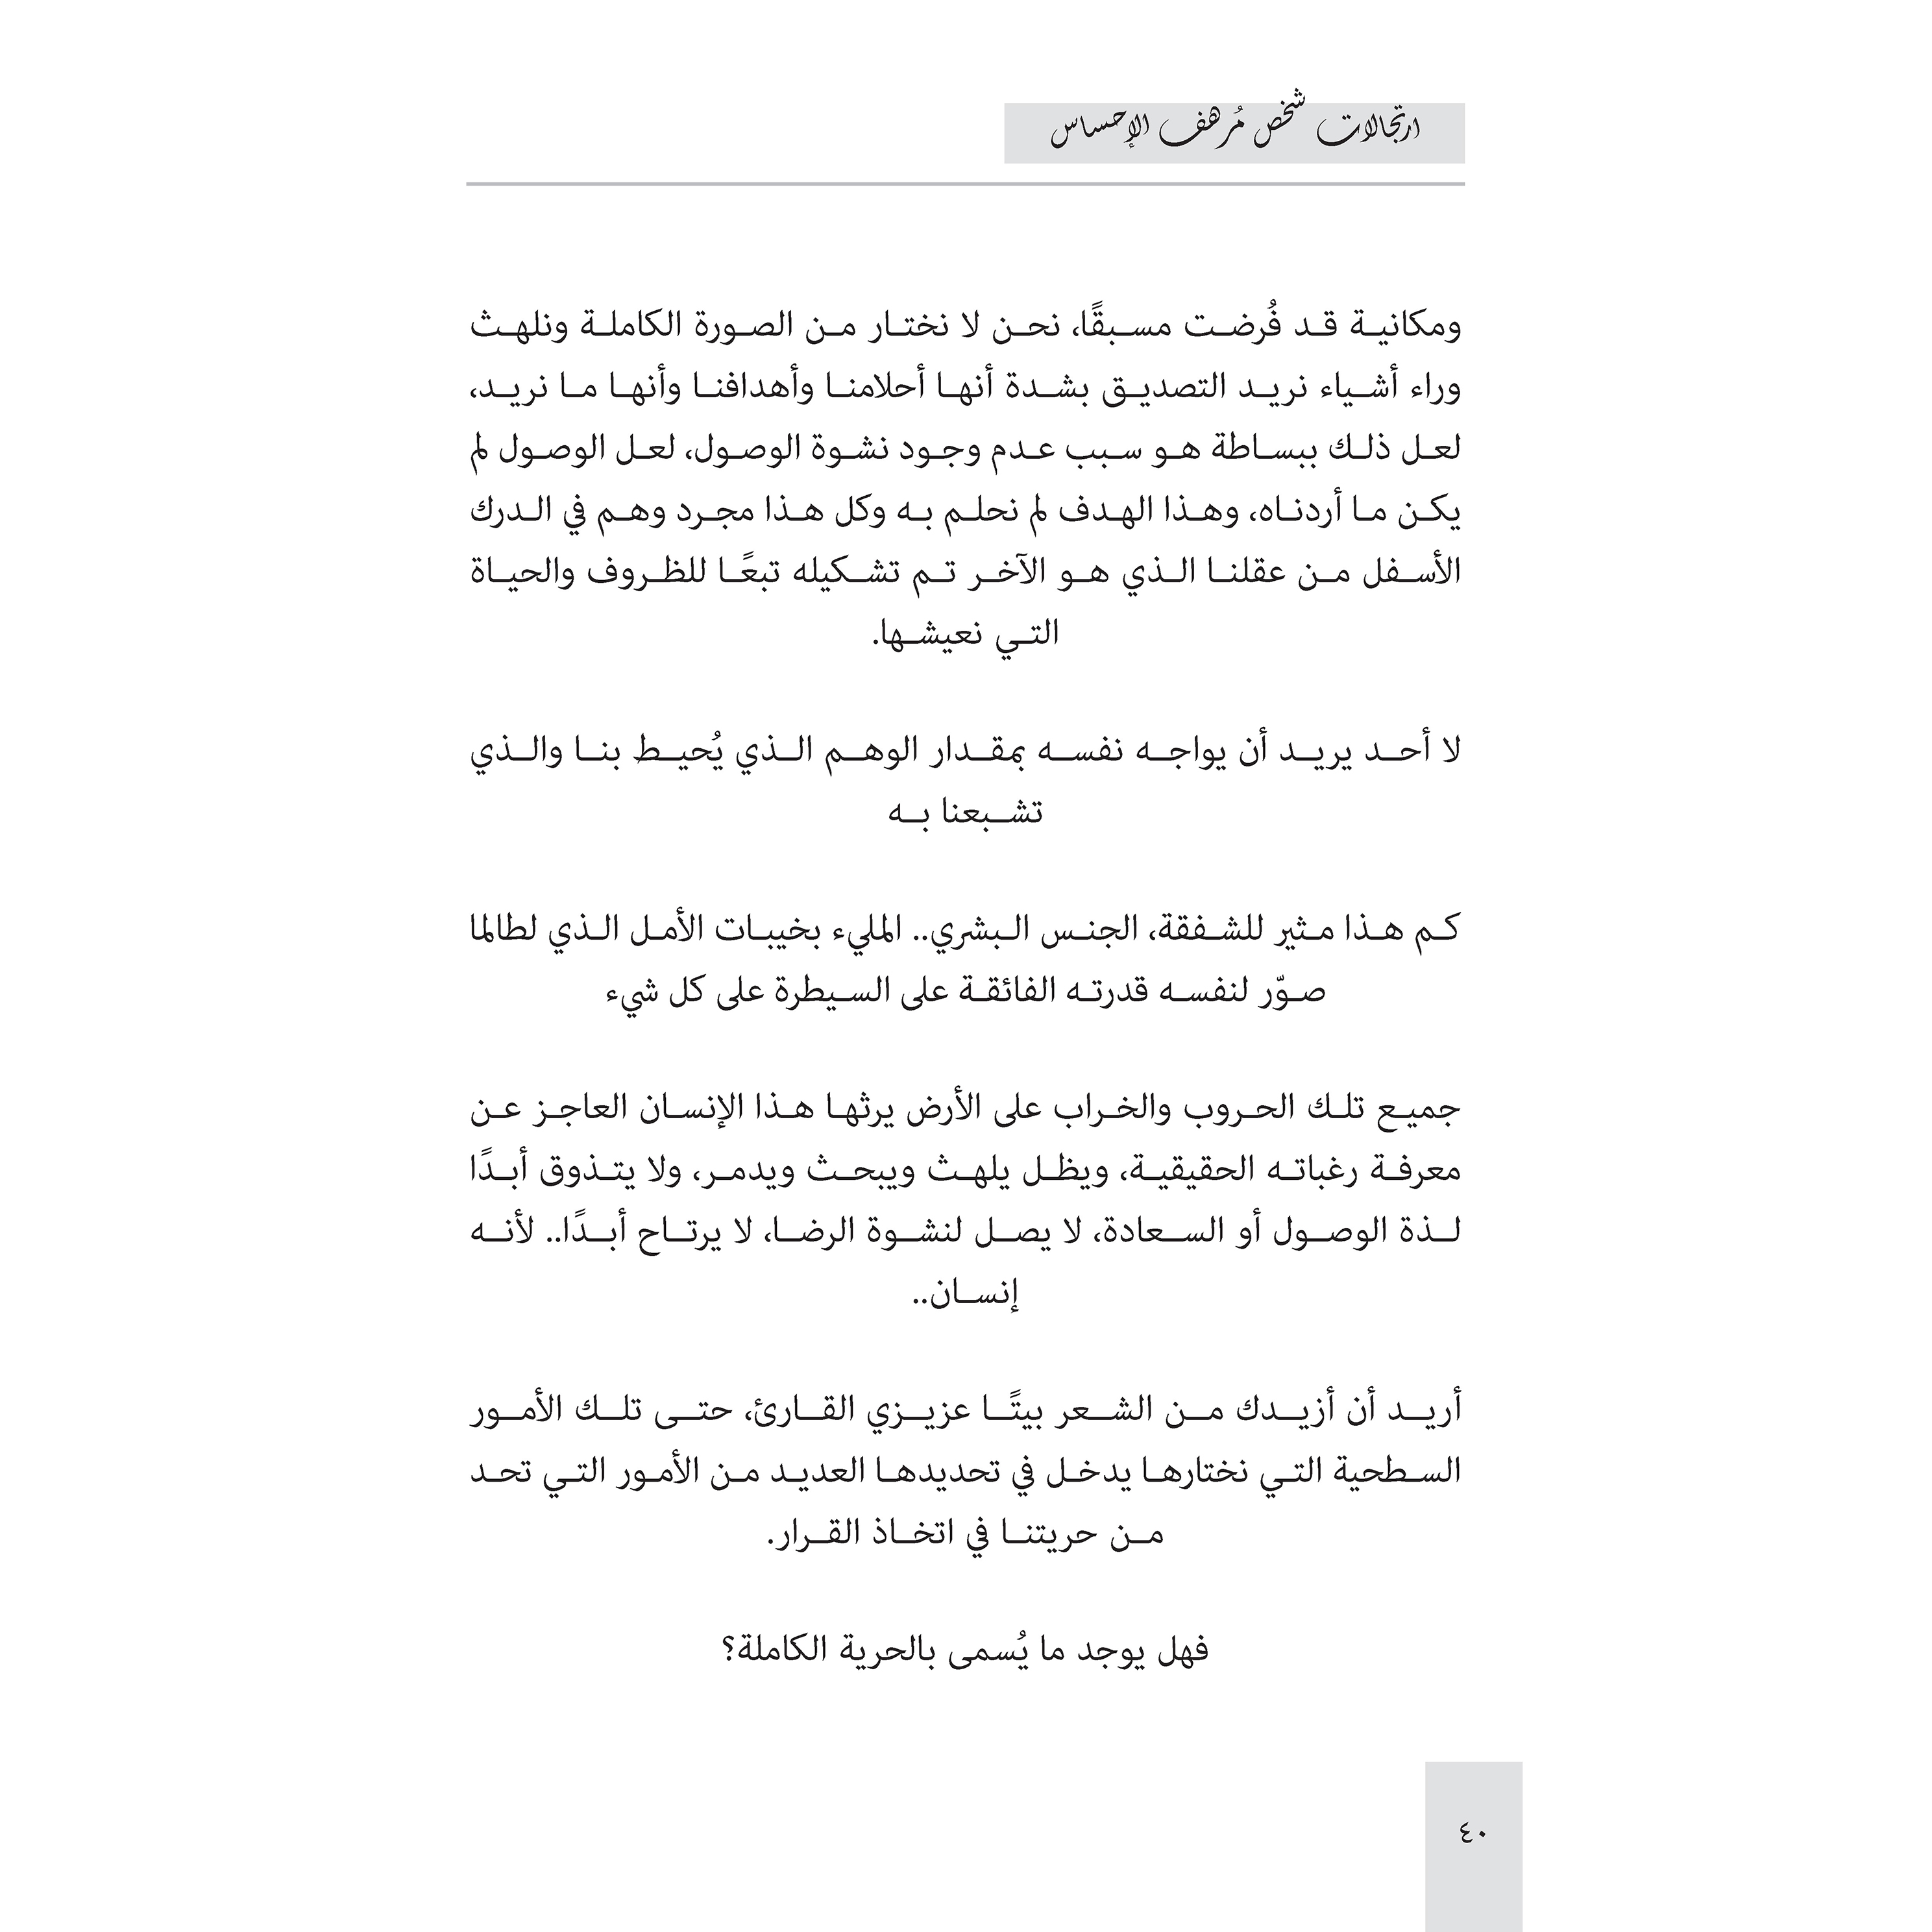 ارتجالات شخص مُرهف الإحساس
ومكانية قد فُرضت مسبقًا، نحن لا نختار من الصورة الكاملة ونلهث
وراء أشياء نريد التصديق بشدة أنها أحلامنا وأهدافنا وأنها ما نريد،
لعل ذلك ببساطة هو سبب عدم وجود نشوة الوصول، لعل الوصول لم
يكن ما أردناه، وهذا الهدف لم نحلم به وكل هذا مجرد وهم في الدرك
الأسفل من عقلنا الذي هو الآخر تم تشكيله تبعًا للظروف والحياة
التي نعيشها.
لا أحد يريد أن يواجه نفسه بمقدار الوهم الذي يُحيط بنا والذي
تشبعنا به
كم هذا مثير للشفقة، الجنس البشري.. المليء بخيبات الأمل الذي لطالما
صوّر لنفسه قدرته الفائقة على السيطرة على كل شيء
جميع تلك الحروب والخراب على الأرض يرثها هذا الإنسان العاجز عن
معرفة رغباته الحقيقية، ويظل يلهث ويبحث ويدمر، ولا يتذوق أبدًا
لذة الوصول أو السعادة، لا يصل لنشوة الرضا، لا يرتاح أبدًا.. لأنه
إنسان..
أريد أن أزيدك من الشعر بيتًا عزيزي القارئ، حتى تلك الأمور
السطحية التي نختارها يدخل في تحديدها العديد من الأمور التي تحد
من حريتنا في اتخاذ القرار.
فهل يوجد ما يُسمى بالحرية الكاملة؟
٤٠